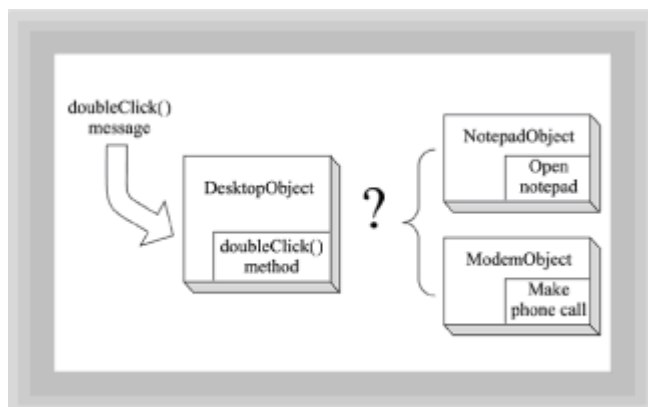 doubleClick()
message
DesktopObject
doubleClick()
method
?
NotepadObject
Open
notepad
ModemObject
Make
phone call